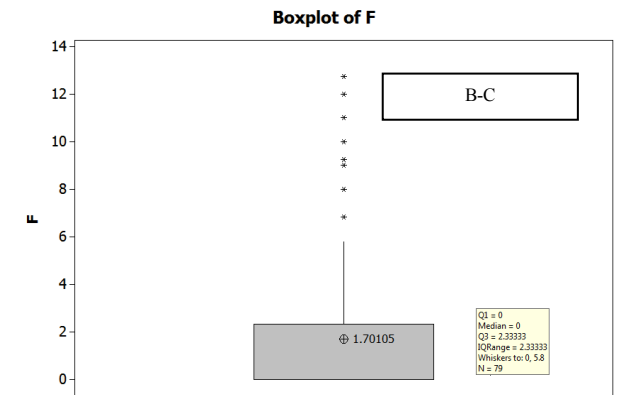 Boxplot of F
14
B-C
12
10
8
F
6
4
Q1 = 0
Median = 0
Q3 = 2.33333
IQRange = 2.33333
Whiskers to: 0, 5.8
N = 79
2
1.70105
0